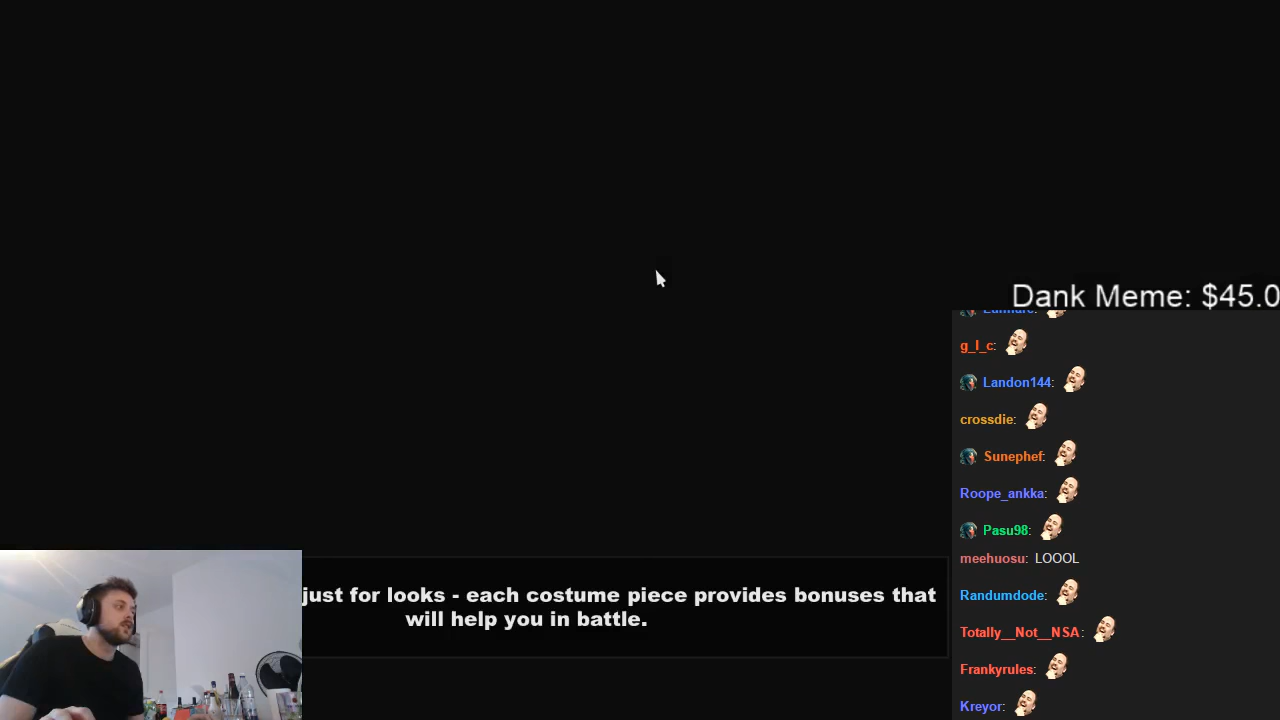 Dank Meme: $45.0
g_l_c:
Landon144:
crossdie:
Sunephef:
Roope_ankka:
Pasu98:
meehuosu: LOOOL
Randumdode:
Totally__Not__NSA:
Frankyrules:
Kreyor:
just for looks - each costume piece provides bonuses that
will help you in battle.